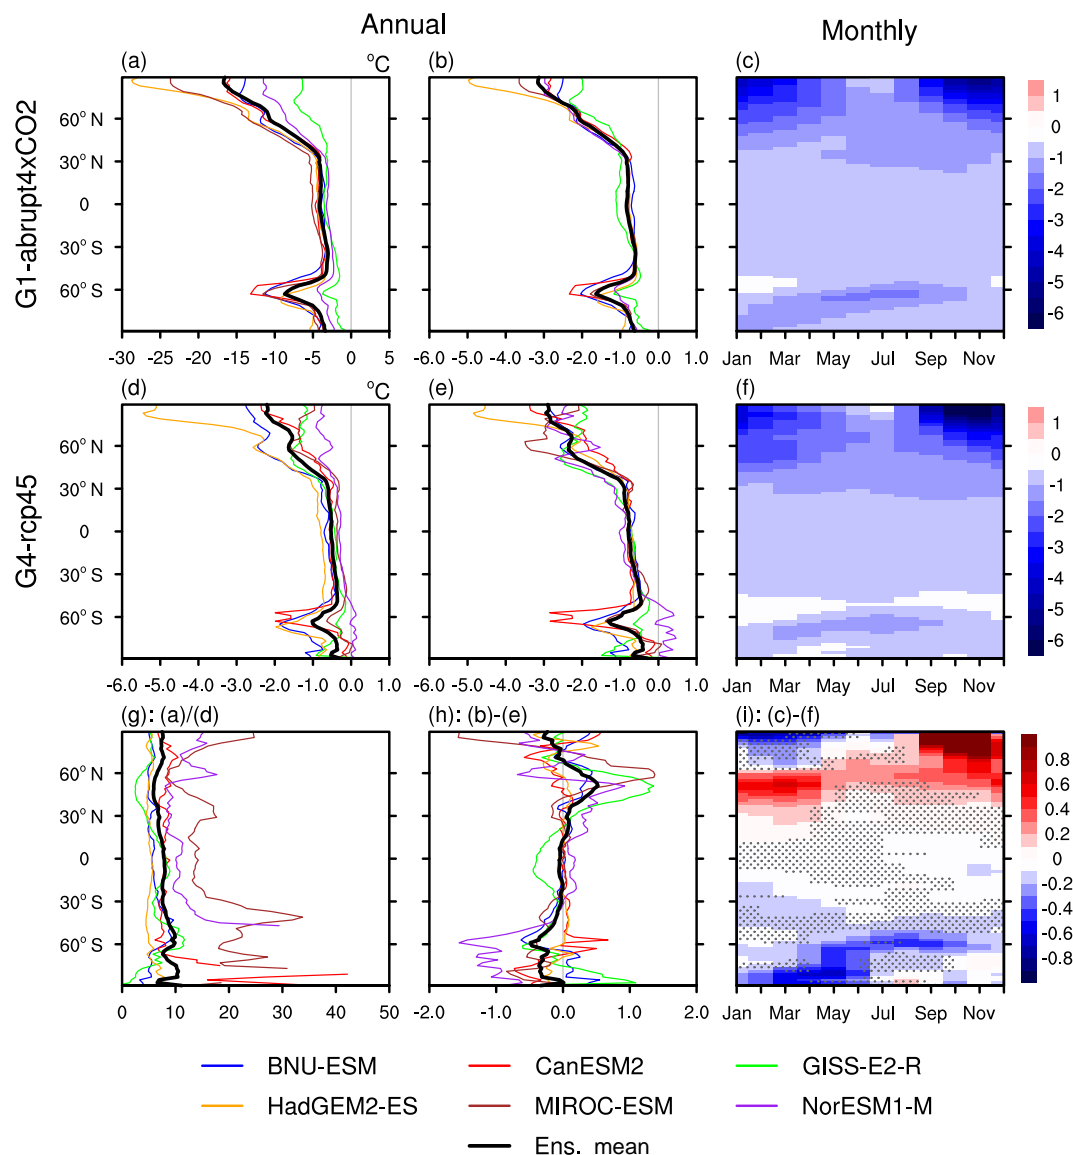 Annual
Monthly
(a)
°C
(b)
(c)
G1-abrupt4xCO2
60° N
30° N
0
30° S
60° S
-30 -25 -20 -15 -10 -5 0 5
-6.0 -5.0 -4.0 -3.0 -2.0 -1.0 0.0 1.0
Jan Mar May Jul Sep Nov
1
0
-1
-2
-3
-4
-5
-6
(d)
°C
(e)
(f)
G4-rcp45
60° N
30° N
0
30° S
60° S
-6.0 -5.0 -4.0 -3.0 -2.0 -1.0 0.0 1.0
-6.0 -5.0 -4.0 -3.0 -2.0 -1.0 0.0 1.0
Jan Mar May Jul Sep Nov
1
0
-1
-2
-3
-4
-5
-6
(g): (a)/(d)
(h): (b)-(e)
(i): (c)-(f)
60° N
30° N
0
30° S
60° S
0 10 20 30 40 50
-2.0 -1.0 0.0 1.0 2.0
Jan Mar May Jul Sep Nov
0.8
0.6
0.4
0.2
0
-0.2
-0.4
-0.6
-0.8
BNU-ESM CanESM2 GISS-E2-R
HadGEM2-ES MIROC-ESM NorESM1-M
Ens. mean